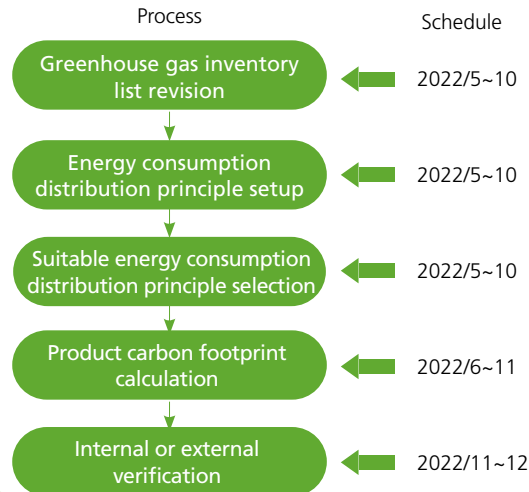 Process
Schedule
Greenhouse gas inventory
list revision
2022/5~10
Energy consumption
distribution principle setup
2022/5~10
Suitable energy consumption
distribution principle selection
2022/5~10
Product carbon footprint
calculation
2022/6~11
Internal or external
verification
2022/11~12